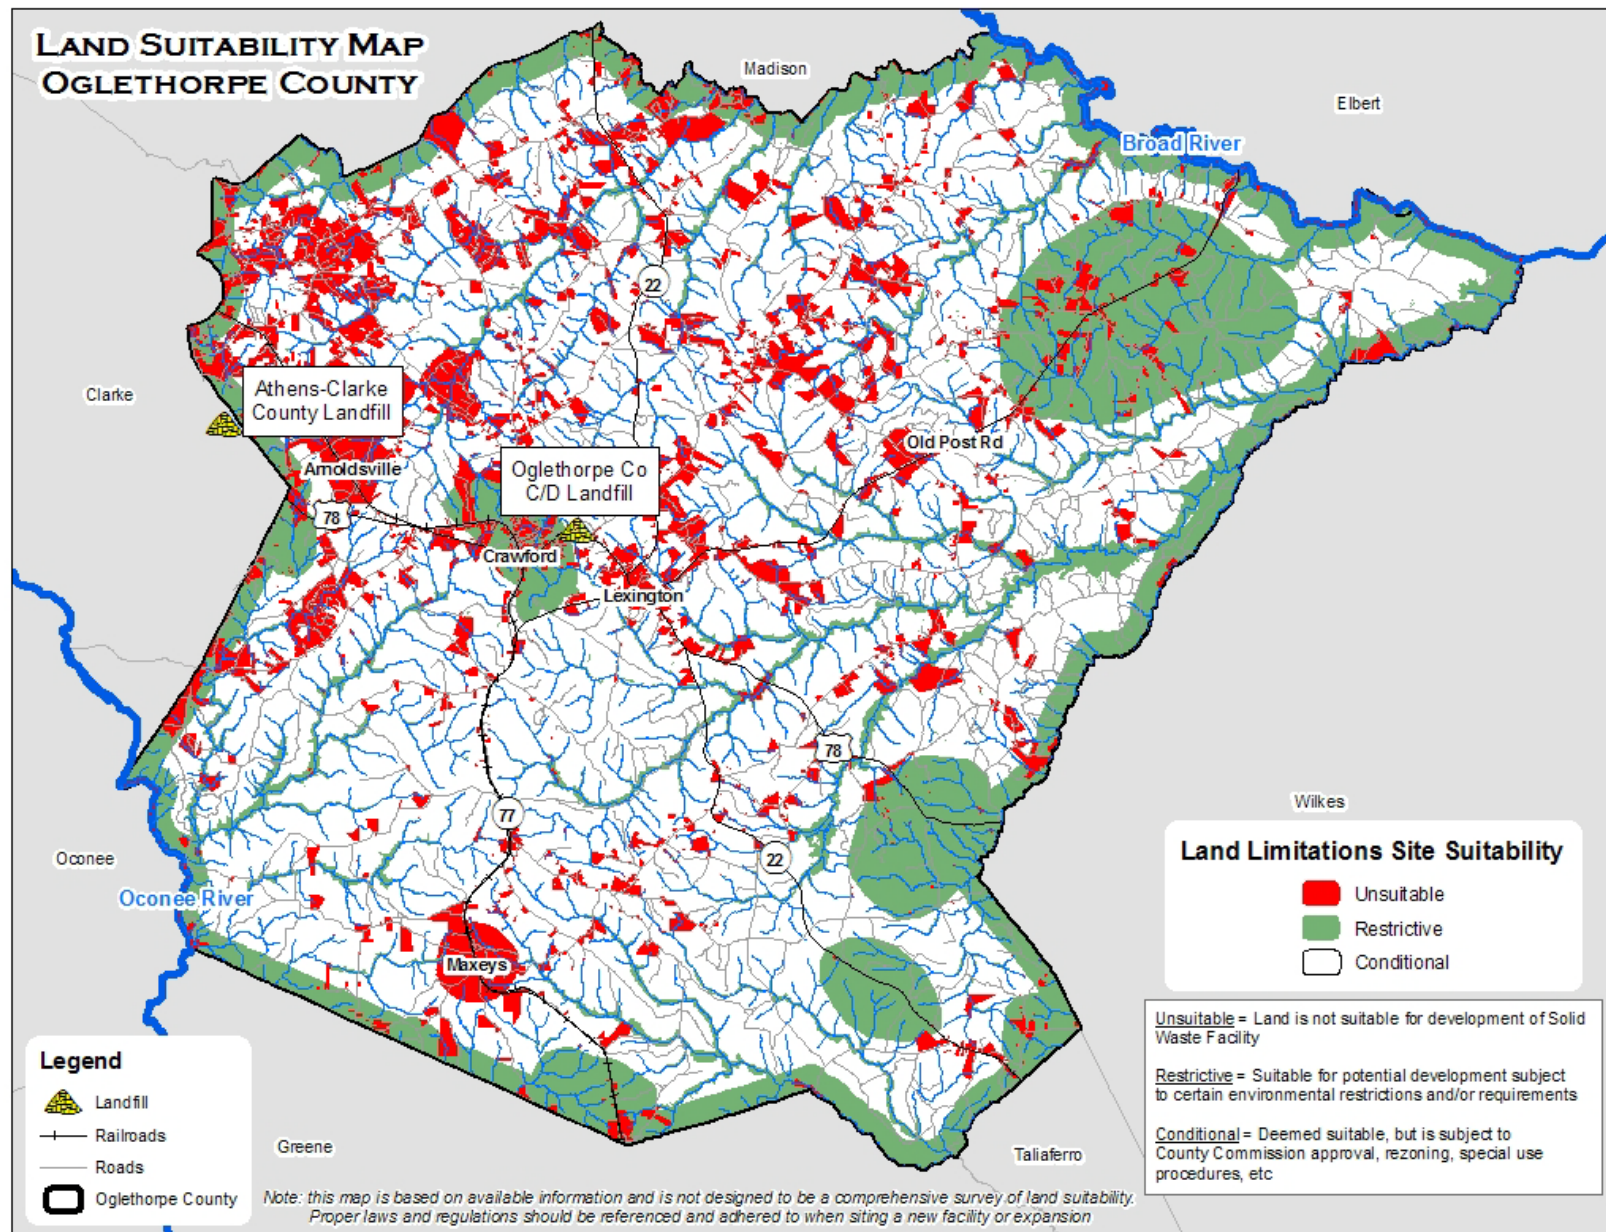 LAND SUITABILITY MAP
OGLETHORPE COUNTY
Madison
Elbert
Broad River
22
Clarke
Athens-Clarke
County Landfill
Old Post Rd
Arnoldsville
Oglethorpe Co
C/D Landfill
78
Crawford
Lexington
78
Wilkes
77
22
Oconee
Oconee River
Maxeys
Land Limitations Site Suitability
Unsuitable
Restrictive
Conditional
Unsuitable = Land is not suitable for development of Solid
Waste Facility
Restrictive = Suitable for potential development subject
to certain environmental restrictions and/or requirements
Conditional = Deemed suitable, but is subject to
County Commission approval, rezoning, special use
procedures, etc
Legend
Landfill
Railroads
Roads
Oglethorpe County
Greene
Taliaferro
Note: this map is based on available information and is not designed to be a comprehensive survey of land suitability.
Proper laws and regulations should be referenced and adhered to when siting a new facility or expansion